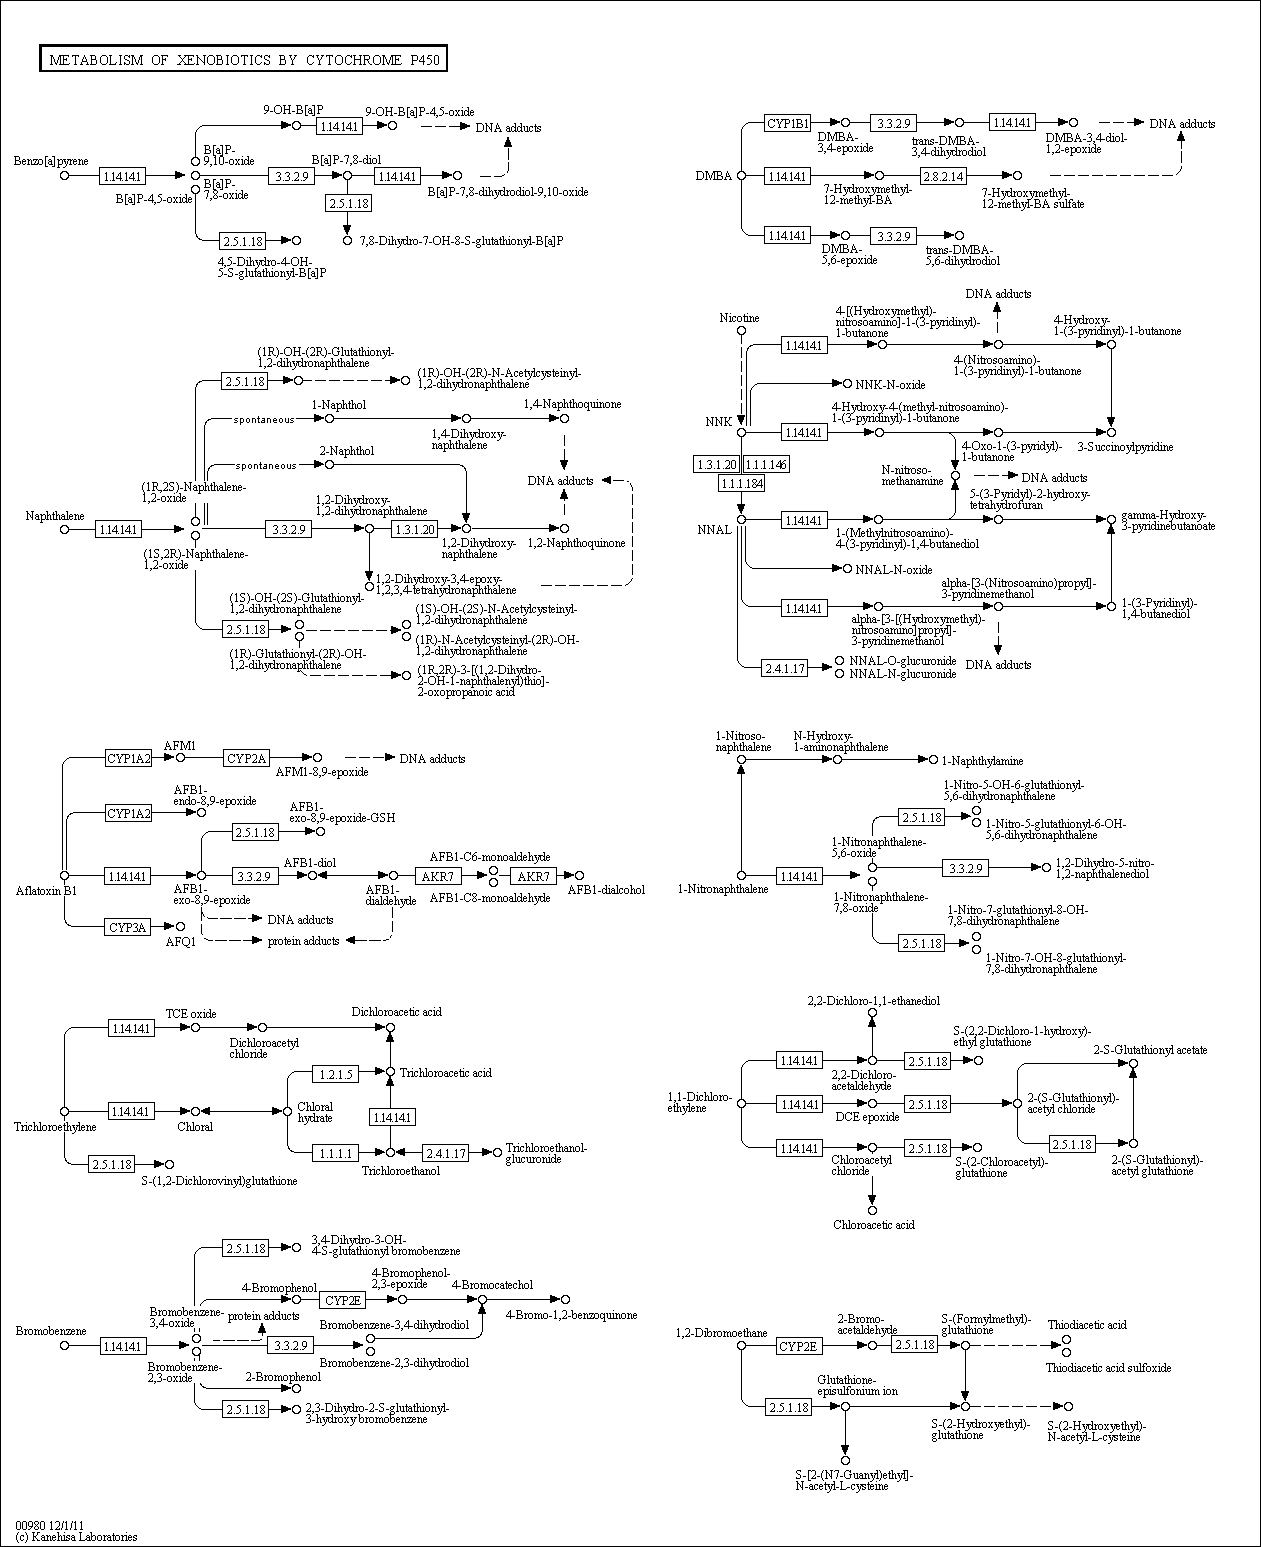 METABOLISM OF XENOBIOTICS BY CYTOCHROME P450
9-OH-B[a]P
9-OH-B[a]P-4,5-oxide
1.14.14.1
DNA adducts
B[a]P-
9,10-oxide
Benzo[a]pyrene
1.14.14.1
B[a]P-7,8-diol
3.3.2.9
1.14.14.1
B[a]P-
7,8-oxide
B[a]P-4,5-oxide
B[a]P-7,8-dihydrodiol-9,10-oxide
2.5.1.18
2.5.1.18
7,8-Dihydro-7-OH-8-S-glutathionyl-B[a]P
4,5-Dihydro-4-OH-
5-S-glutathionyl-B[a]P
CYP1B1
3.3.2.9
1.14.14.1
DNA adducts
DMBA-
3,4-epoxide
trans-DMBA-
3,4-dihydrodiol
DMBA-3,4-diol-
1,2-epoxide
DMBA
1.14.14.1
2.8.2.14
7-Hydroxymethyl-
12-methyl-BA
7-Hydroxymethyl-
12-methyl-BA sulfate
1.14.14.1
3.3.2.9
DMBA-
5,6-epoxide
trans-DMBA-
5,6-dihydrodiol
(1R)-OH-(2R)-Glutathionyl-
1,2-dihydronaphthalene
2.5.1.18
(1R)-OH-(2R)-N-Acetylcysteinyl-
1,2-dihydronaphthalene
1-Naphthol
1,4-Naphthoquinone
spontaneous
1,4-Dihydroxy-
naphthalene
2-Naphthol
spontaneous
(1R,2S)-Naphthalene-
1,2-oxide
DNA adducts
1,2-Dihydroxy-
1,2-dihydronaphthalene
Naphthalene
1.14.14.1
3.3.2.9
1.3.1.20
1,2-Dihydroxy-
naphthalene
1,2-Naphthoquinone
(1S,2R)-Naphthalene-
1,2-oxide
1,2-Dihydroxy-3,4-epoxy-
1,2,3,4-tetrahydronaphthalene
(1S)-OH-(2S)-Glutathionyl-
1,2-dihydronaphthalene
(1S)-OH-(2S)-N-Acetylcysteinyl-
1,2-dihydronaphthalene
2.5.1.18
(1R)-N-Acetylcysteinyl-(2R)-OH-
1,2-dihydronaphthalene
(1R)-Glutathionyl-(2R)-OH-
1,2-dihydronaphthalene
(1R,2R)-3-[(1,2-Dihydro-
2-OH-1-naphthalenyl)thio]-
2-oxopropanoic acid
DNA adducts
Nicotine
4-[(Hydroxymethyl)-
nitrosoamino]-1-(3-pyridinyl)-
1-butanone
4-Hydroxy-
1-(3-pyridinyl)-1-butanone
1.14.14.1
4-(Nitrosoamino)-
1-(3-pyridinyl)-1-butanone
NNK-N-oxide
4-Hydroxy-4-(methyl-nitrosoamino)-
1-(3-pyridinyl)-1-butanone
NNK
1.14.14.1
4-Oxo-1-(3-pyridyl)-
1-butanone
3-Succinoylpyridine
1.3.1.20
1.1.1.146
1.1.1.184
N-nitroso-
methanamine
DNA adducts
5-(3-Pyridyl)-2-hydroxy-
tetrahydrofuran
NNAL
1.14.14.1
gamma-Hydroxy-
3-pyridinebutanoate
1-(Methylnitrosoamino)-
4-(3-pyridinyl)-1,4-butanediol
NNAL-N-oxide
alpha-[3-(Nitrosoamino)propyl]-
3-pyridinemethanol
1.14.14.1
1-(3-Pyridinyl)-
1,4-butanediol
alpha-[3-[(Hydroxymethyl)-
nitrosoamino]propyl]-
3-pyridinemethanol
2.4.1.17
NNAL-O-glucuronide
NNAL-N-glucuronide
DNA adducts
AFM1
CYP1A2
CYP2A
DNA adducts
AFM1-8,9-epoxide
AFB1-
endo-8,9-epoxide
CYP1A2
AFB1-
exo-8,9-epoxide-GSH
2.5.1.18
AFB1-diol
AFB1-C6-monoaldehyde
Aflatoxin B1
1.14.14.1
3.3.2.9
AKR7
AKR7
AFB1-
exo-8,9-epoxide
AFB1-
dialdehyde
AFB1-C8-monoaldehyde
AFB1-dialcohol
DNA adducts
CYP3A
AFQ1
protein adducts
1-Nitroso-
naphthalene
N-Hydroxy-
1-aminonaphthalene
1-Naphthylamine
1-Nitro-5-OH-6-glutathionyl-
5,6-dihydronaphthalene
2.5.1.18
1-Nitro-5-glutathionyl-6-OH-
5,6-dihydronaphthalene
1-Nitronaphthalene-
5,6-oxide
3.3.2.9
1,2-Dihydro-5-nitro-
1,2-naphthalenediol
1-Nitronaphthalene
1.14.14.1
1-Nitronaphthalene-
7,8-oxide
1-Nitro-7-glutathionyl-8-OH-
7,8-dihydronaphthalene
2.5.1.18
1-Nitro-7-OH-8-glutathionyl-
7,8-dihydronaphthalene
TCE oxide
Dichloroacetic acid
1.14.14.1
Dichloroacetyl
chloride
1.2.1.5
Trichloroacetic acid
Trichloroethylene
1.14.14.1
Chloral
Chloral
hydrate
1.14.14.1
1.1.1.1
2.4.1.17
Trichloroethanol-
glucuronide
Trichloroethanol
2.5.1.18
S-(1,2-Dichlorovinyl)glutathione
2,2-Dichloro-1,1-ethanediol
S-(2,2-Dichloro-1-hydroxy)-
ethyl glutathione
1.14.14.1
2.5.1.18
2-S-Glutathionyl acetate
2,2-Dichloro-
acetaldehyde
1,1-Dichloro-
ethylene
1.14.14.1
2.5.1.18
DCE epoxide
2-(S-Glutathionyl)-
acetyl chloride
1.14.14.1
2.5.1.18
2.5.1.18
Chloroacetyl
chloride
S-(2-Chloroacetyl)-
glutathione
2-(S-Glutathionyl)-
acetyl glutathione
Chloroacetic acid
2.5.1.18
3,4-Dihydro-3-OH-
4-S-glutathionyl bromobenzene
4-Bromophenol
4-Bromophenol-
2,3-epoxide
4-Bromocatechol
CYP2E
4-Bromo-1,2-benzoquinone
Bromobenzene-
3,4-oxide
protein adducts
Bromobenzene-3,4-dihydrodiol
Bromobenzene
1.14.14.1
3.3.2.9
Bromobenzene-2,3-dihydrodiol
Bromobenzene-
2,3-oxide
2-Bromophenol
2.5.1.18
2,3-Dihydro-2-S-glutathionyl-
3-hydroxy bromobenzene
1,2-Dibromoethane
CYP2E
2-Bromo-
acetaldehyde
2.5.1.18
S-(Formylmethyl)-
glutathione
Thiodiacetic acid
Thiodiacetic acid sulfoxide
Glutathione-
episulfonium ion
2.5.1.18
S-(2-Hydroxyethyl)-
glutathione
S-(2-Hydroxyethyl)-
N-acetyl-L-cysteine
S-[2-(N7-Guanyl)ethyl]-
N-acetyl-L-cysteine
00980 12/1/11
(c) Kanehisa Laboratories